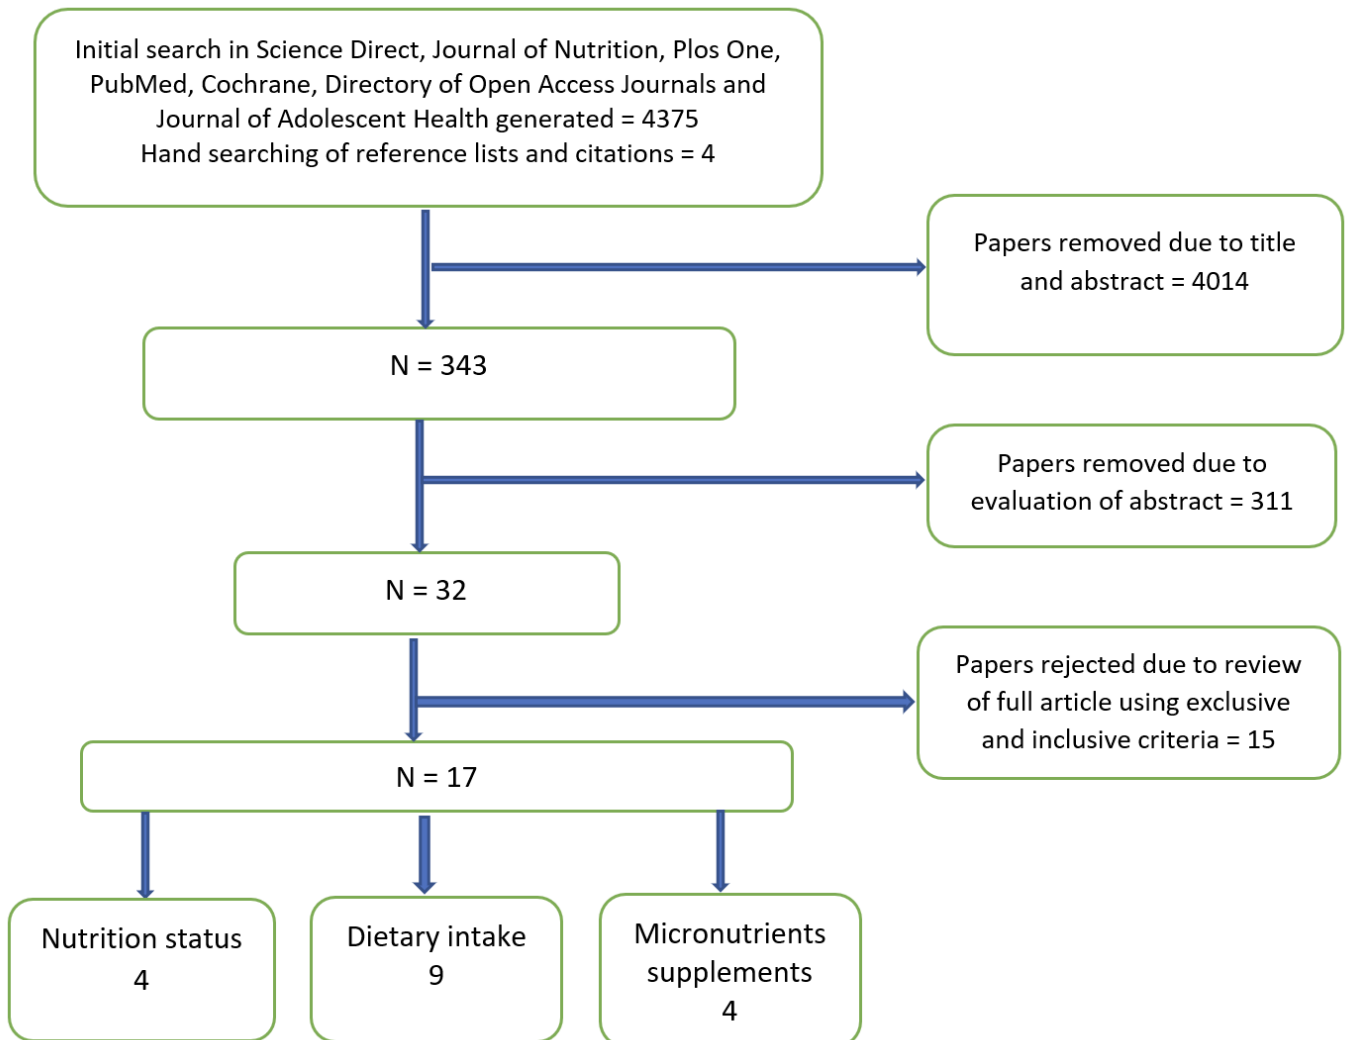 Initial search in Science Direct, Journal of Nutrition, Plos One,
PubMed, Cochrane, Directory of Open Access Journals and
Journal of Adolescent Health generated = 4375
Hand searching of reference lists and citations = 4
Papers removed due to title
and abstract = 4014
N = 343
Papers removed due to
evaluation of abstract = 311
N = 32
Papers rejected due to review
of full article using exclusive
and inclusive criteria = 15
N = 17
Nutrition status
4
Dietary intake
9
Micronutrients
supplements
4